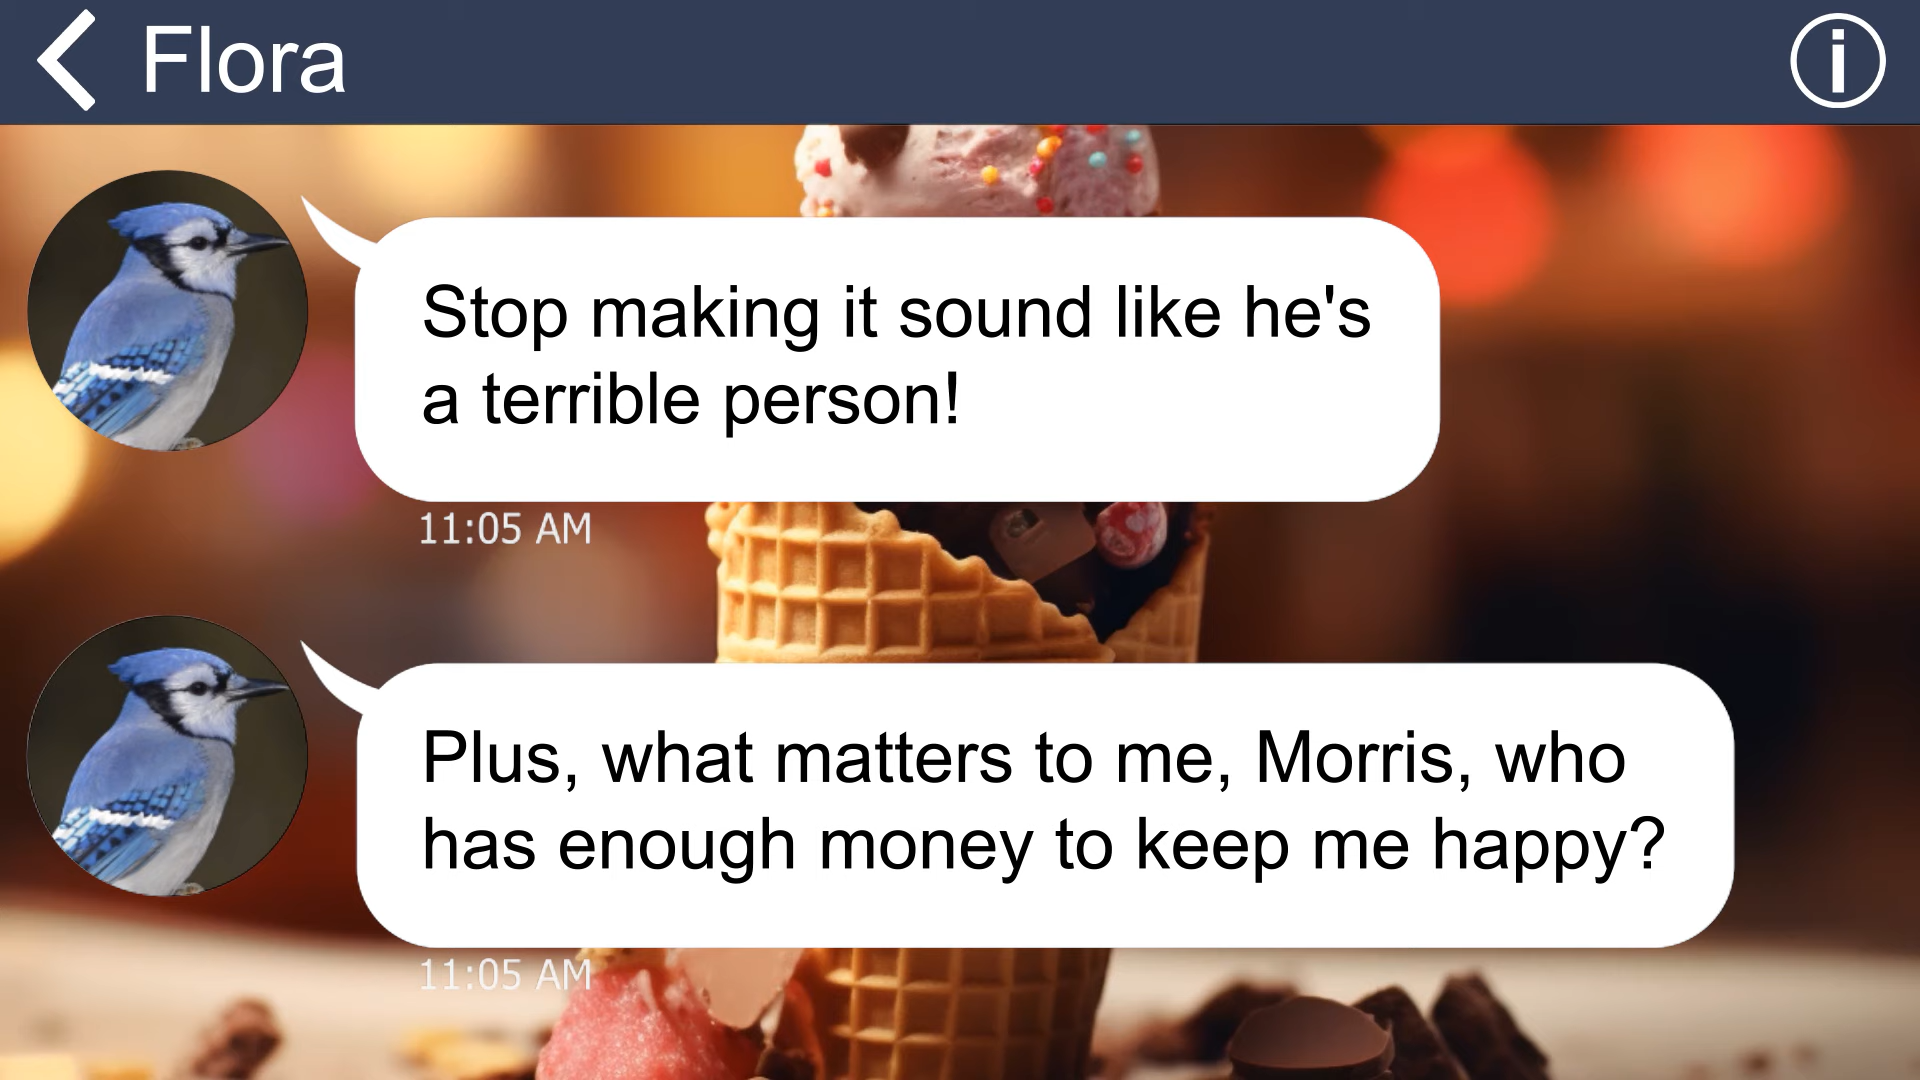 Flora
Stop making it sound like he's
a terrible person!
11:05 AM
Plus, what matters to me, Morris, who
has enough money to keep me happy?
11:05 AM